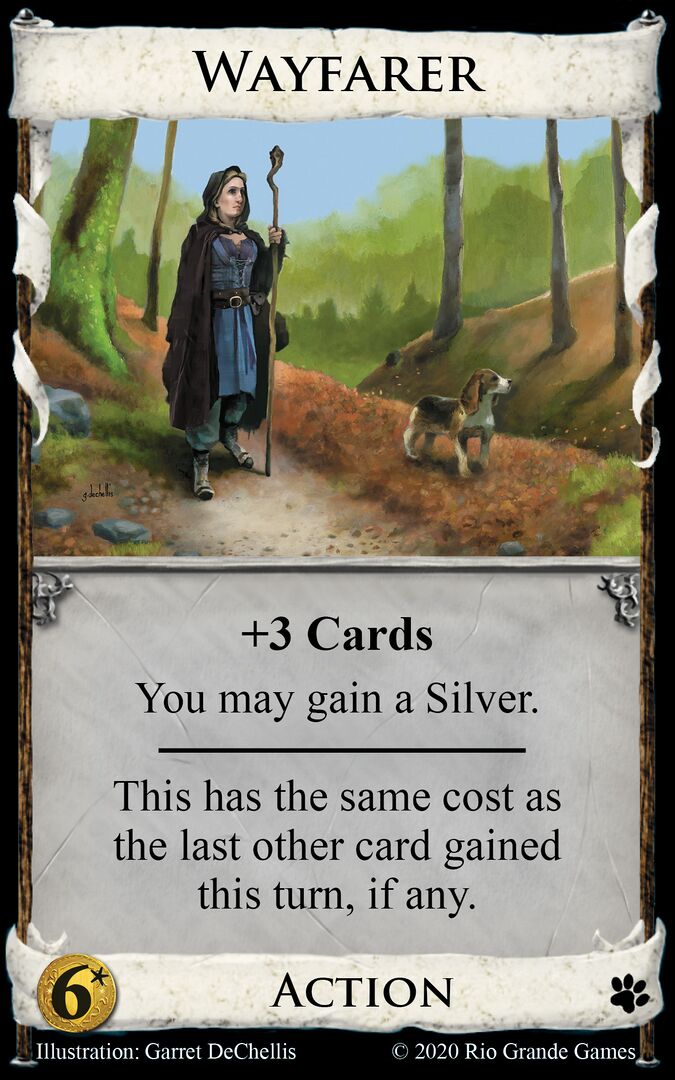 WAYFARER
g.dechellis
+3 Cards
You may gain a Silver.
This has the same cost as
the last other card gained
this turn, if any.
6*
ACTION
Illustration: Garret DeChellis
© 2020 Rio Grande Games